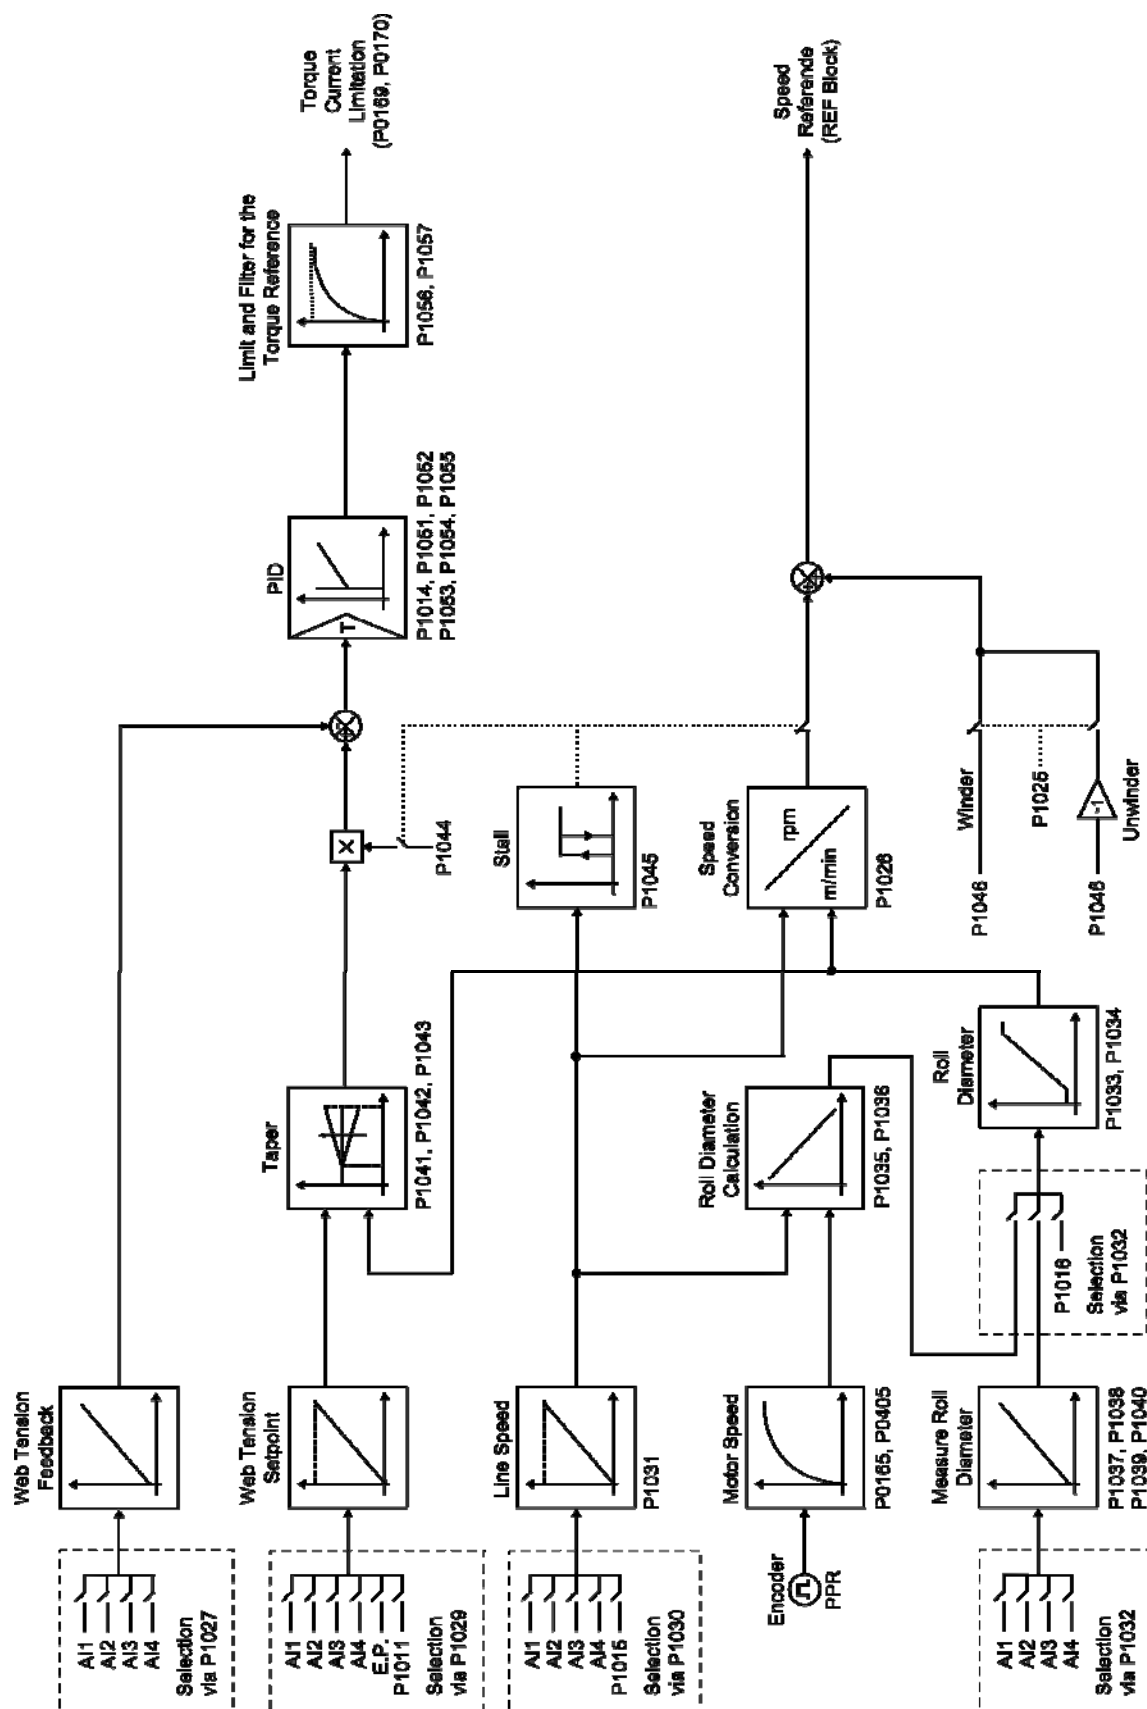 Web Tension
Feedback
AI1
AI2
AI3
AI4
Selection
via P1027
Web Tension
Setpoint
AI1
AI2
AI3
AI4
E.P.
P1011
Selection
via P1029
Taper
P1041, P1042, P1043
X
P1044
PID
T
P1014, P1051, P1052
P1053, P1054, P1055
Limit and Filter for the
Torque Reference
P1056, P1057
Torque
Current
Limitation
(P0169, P0170)
Line Speed
P1031
AI1
AI2
AI3
AI4
P1015
Selection
via P1030
Stall
P1045
Motor Speed
P0165, P0405
Encoder
PPR
Roll Diameter
Calculation
P1035, P1036
Speed
Conversion
rpm
m/min
P1026
Speed
Reference
(REF Block)
Measure Roll
Diameter
P1037, P1038
P1039, P1040
AI1
AI2
AI3
AI4
Selection
via P1032
P1016
Selection
via P1032
Roll
Diameter
P1033, P1034
P1046
Winder
P1025
P1046
-1
Unwinder